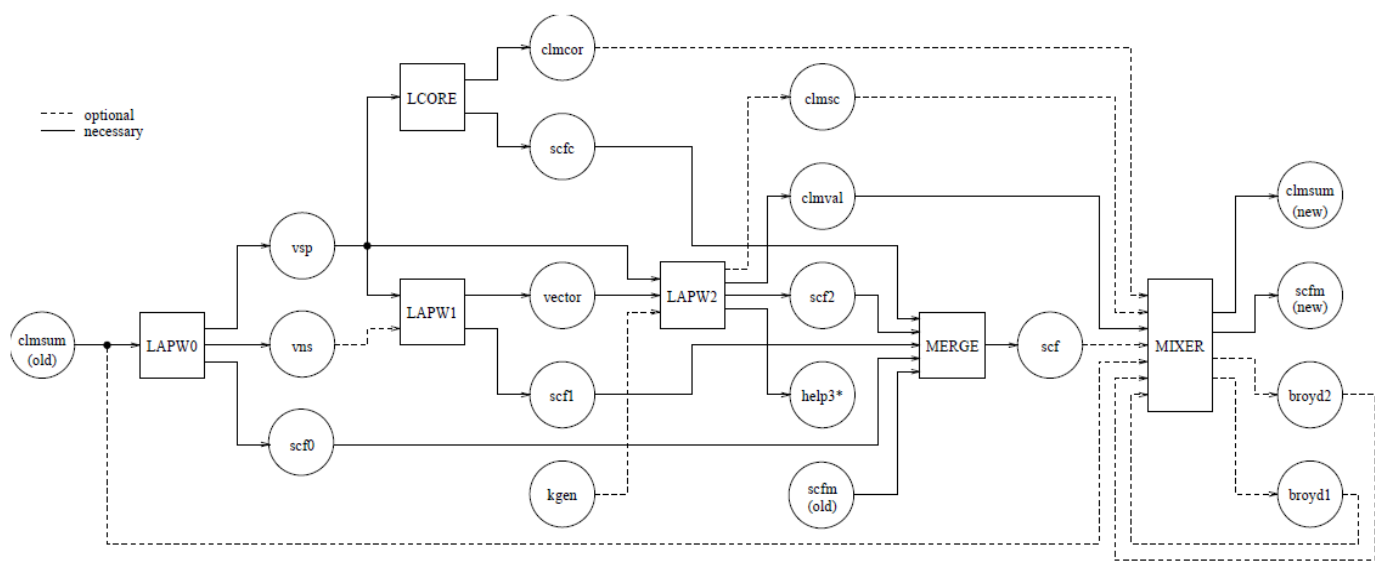 clmcor
LCORE
clmsc
optional
necessary
scfc
clmval
clmsum
(new)
vsp
LAPW1
vector
LAPW2
scf2
scfm
(new)
clmsum
(old)
LAPW0
vns
MERGE
scf
MIXER
scf1
help3*
broyd2
scf0
kgen
scfm
(old)
broyd1